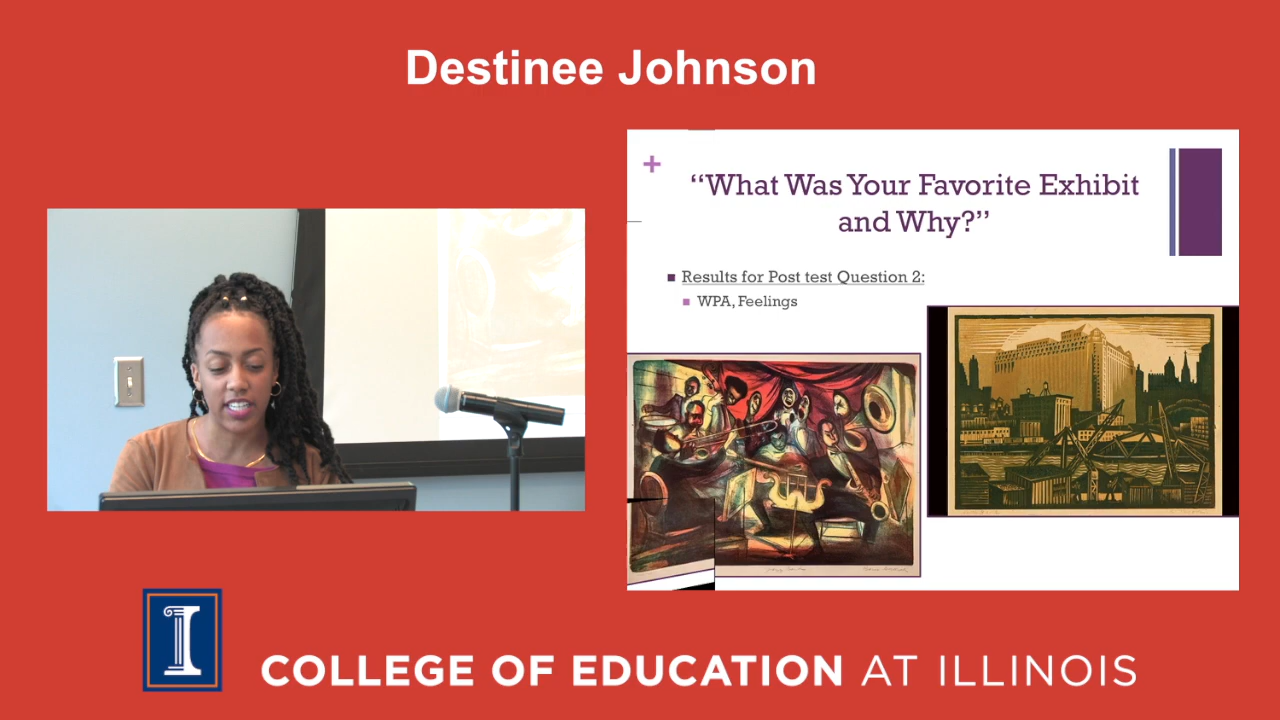 Destinee Johnson
+
“What Was Your Favorite Exhibit
and Why?”
Results for Post test Question 2:
WPA, Feelings
I
COLLEGE OF EDUCATION AT ILLINOIS